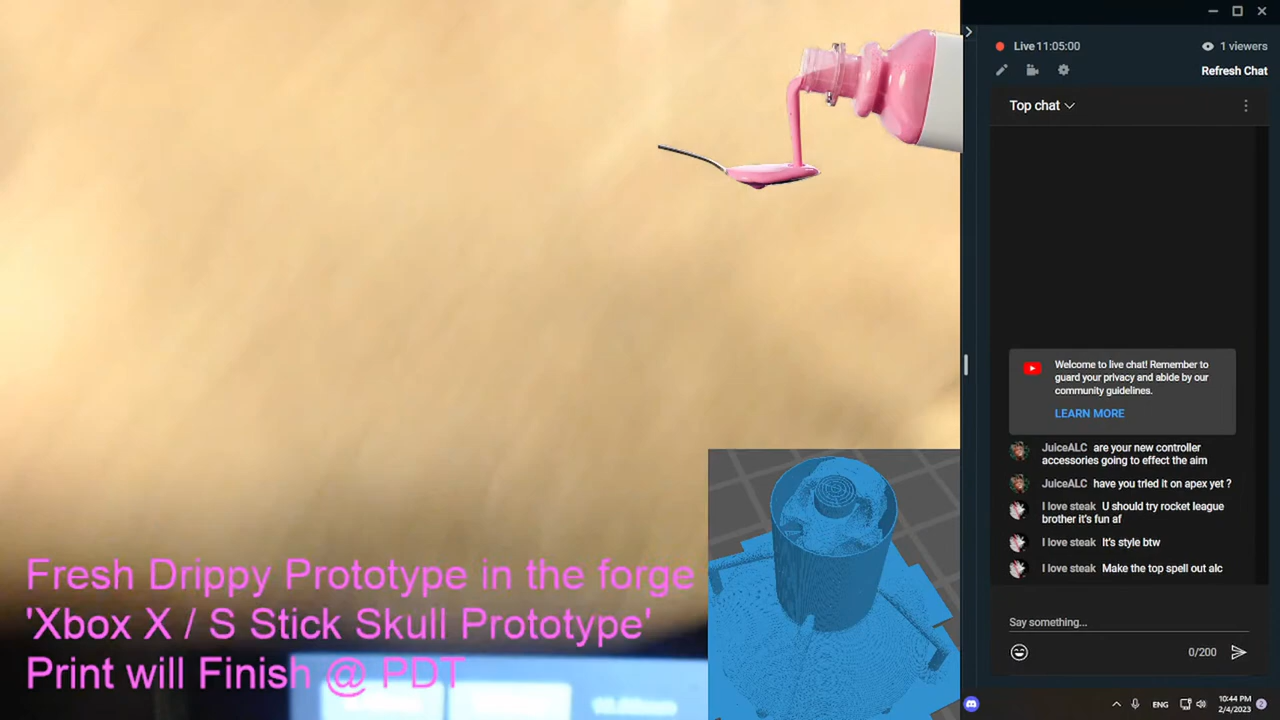 Live 11:05:00
1 viewers
Refresh Chat
Top chat
Welcome to live chat! Remember to
guard your privacy and abide by our
community guidelines.
LEARN MORE
JuiceALC are your new controller
accessories going to effect the aim
JuiceALC have you tried it on apex yet ?
I love steak U should try rocket league
brother it's fun af
I love steak It's style btw
I love steak Make the top spell out alc
Say something...
0/200
Fresh Drippy Prototype in the forge
'Xbox X / S Stick Skull Prototype'
Print will Finish @ PDT
ENG
10:44 PM
2/4/2023
2